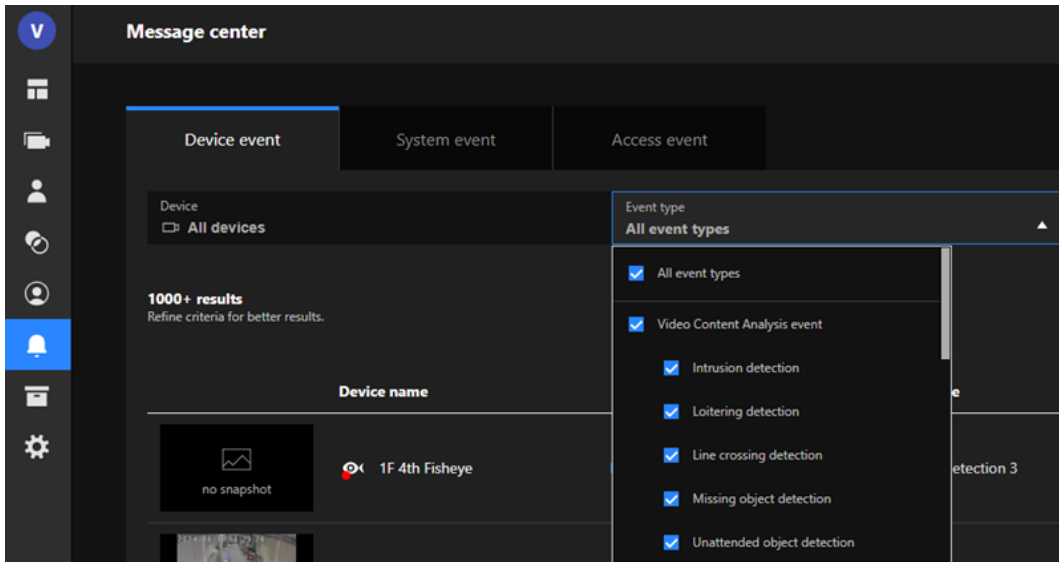 V
Message center
Device event
System event
Access event
Device
All devices
Event type
All event types
All event types
1000+ results
Refine criteria for better results.
Video Content Analysis event
Intrusion detection
Loitering detection
Line crossing detection
Missing object detection
Unattended object detection
Device name
e
no snapshot
1F 4th Fisheye
etection 3